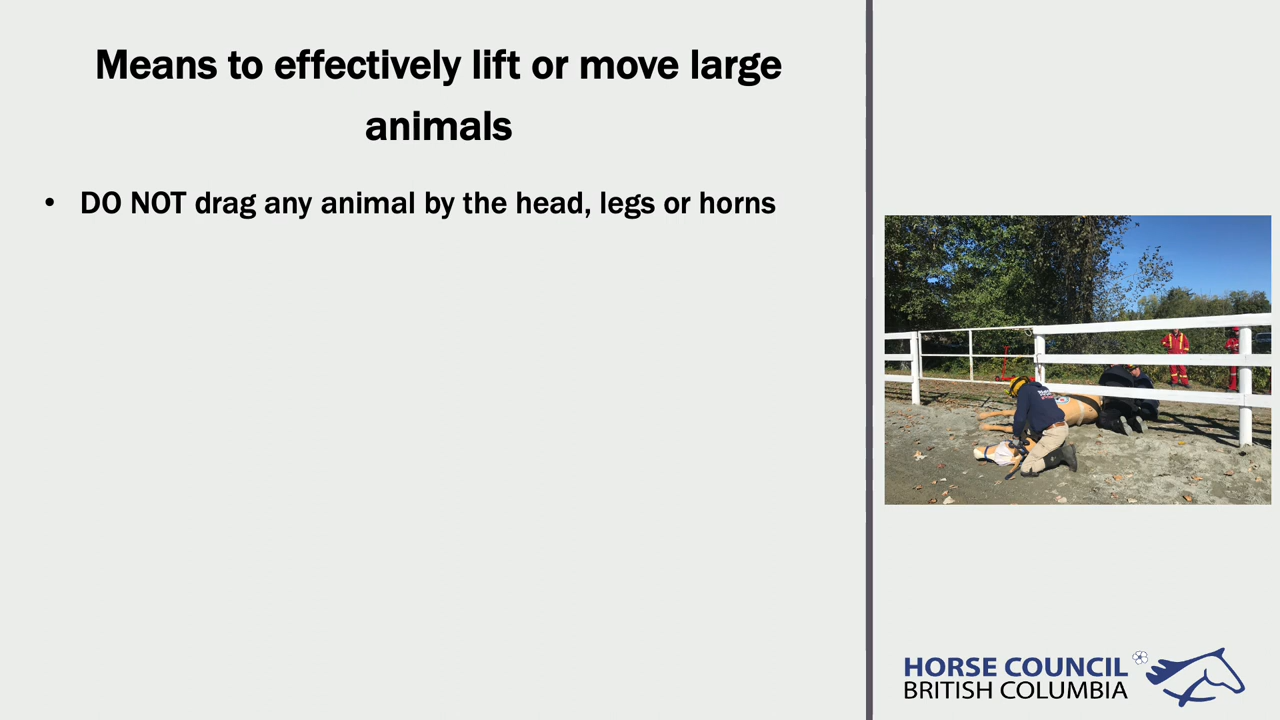 Means to effectively lift or move large
animals
• DO NOT drag any animal by the head, legs or horns
HORSE COUNCIL
BRITISH COLUMBIA